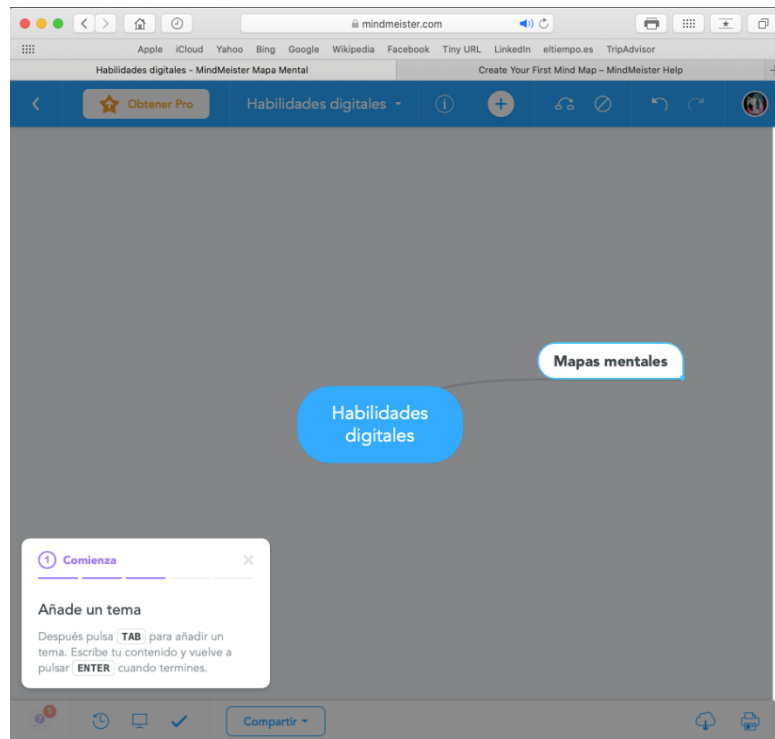 mindmeister.com
Apple iCloud Yahoo Bing Google Wikipedia Facebook Tiny URL LinkedIn eltiempo.es TripAdvisor
Habilidades digitales - MindMeister Mapa Mental
Create Your First Mind Map – MindMeister Help
Obtener Pro
Habilidades digitales
Mapas mentales
Habilidades
digitales
1 Comienza
Añade un tema
Después pulsa TAB para añadir un
tema. Escribe tu contenido y vuelve a
pulsar ENTER cuando termines.
Compartir